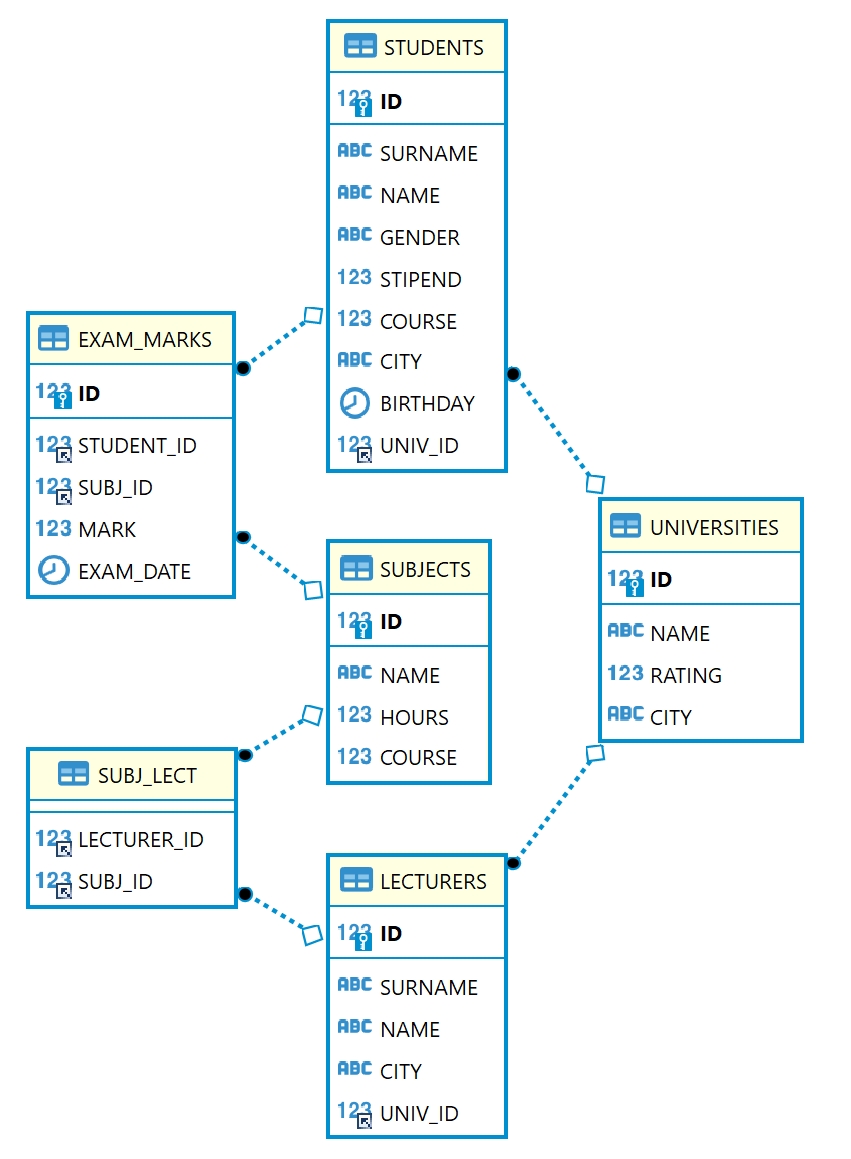 STUDENTS
123 ID
ABC SURNAME
ABC NAME
ABC GENDER
123 STIPEND
123 COURSE
ABC CITY
BIRTHDAY
123 UNIV_ID
EXAM_MARKS
123 ID
123 STUDENT_ID
123 SUBJ_ID
123 MARK
EXAM_DATE
SUBJECTS
123 ID
ABC NAME
123 HOURS
123 COURSE
UNIVERSITIES
123 ID
ABC NAME
123 RATING
ABC CITY
SUBJ_LECT
123 LECTURER_ID
123 SUBJ_ID
LECTURERS
123 ID
ABC SURNAME
ABC NAME
ABC CITY
123 UNIV_ID